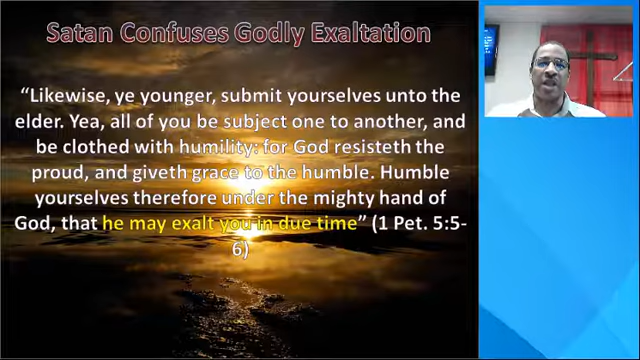 Satan Confuses Godly Exaltation
“Likewise, ye younger, submit yourselves unto the
elder. Yea, all of you be subject one to another, and
be clothed with humility: for God resisteth the
proud, and giveth grace to the humble. Humble
yourselves therefore under the mighty hand of
God, that he may exalt you in due time” (1 Pet. 5:5-
6)